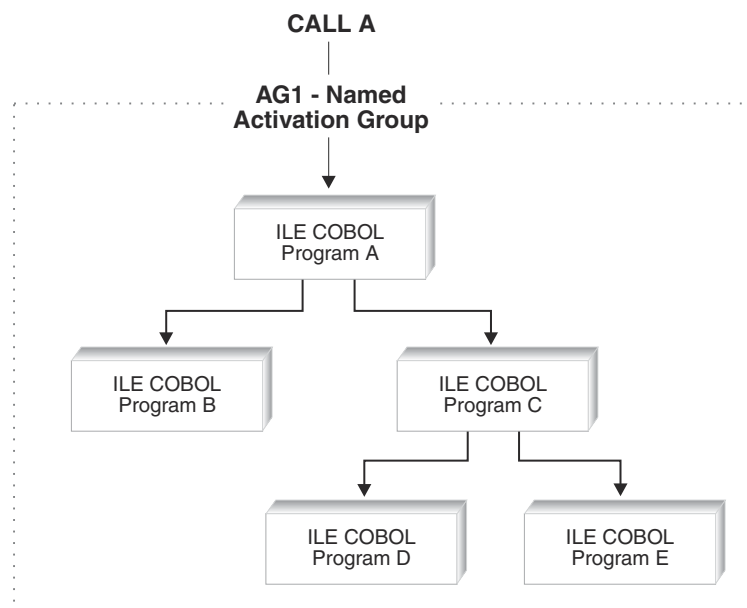 CALL A
AG1 - Named
Activation Group
ILE COBOL
Program A
ILE COBOL
Program B
ILE COBOL
Program C
ILE COBOL
Program D
ILE COBOL
Program E